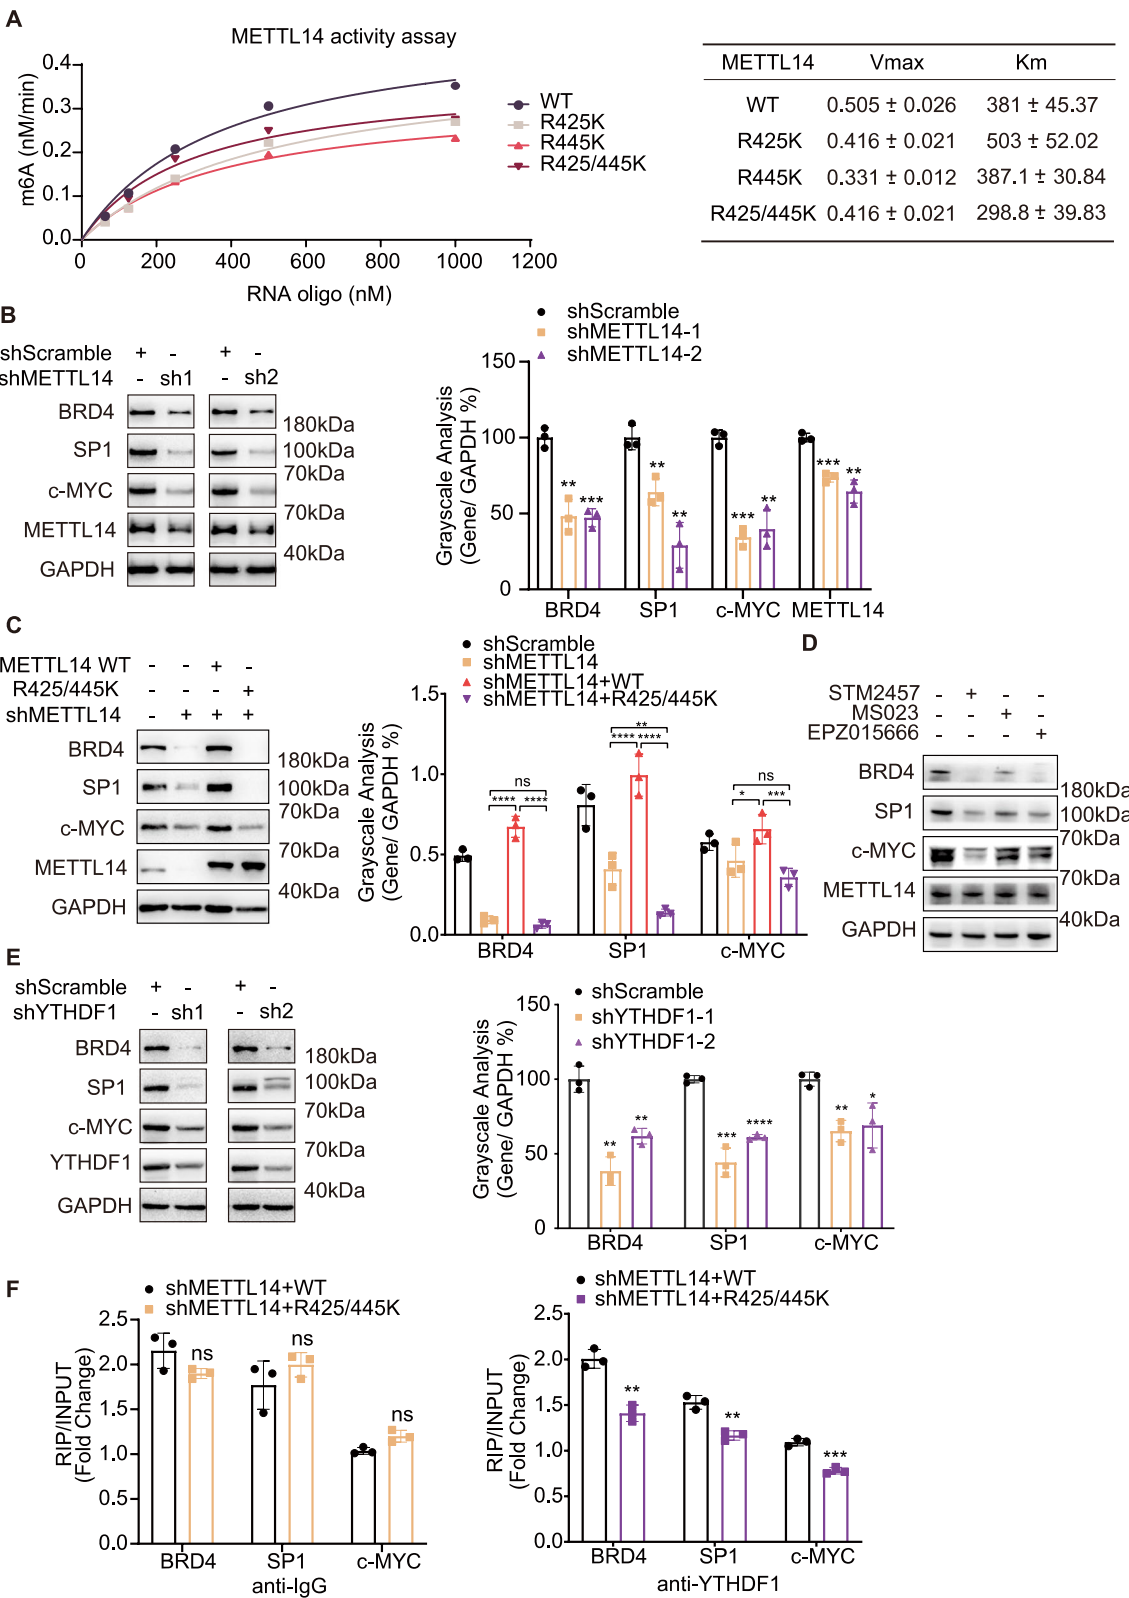 A
METTL14 activity assay
0.4
0.3
0.2
0.1
0.0
m6A (nM/min)
0 200 400 600 800 1000 1200
RNA oligo (nM)
WT
R425K
R445K
R425/445K
METTL14 Vmax Km
WT 0.505 ± 0.026 381 ± 45.37
R425K 0.416 ± 0.021 503 ± 52.02
R445K 0.331 ± 0.012 387.1 ± 30.84
R425/445K 0.416 ± 0.021 298.8 ± 39.83
B
shScramble + - + -
shMETTL14 - sh1 - sh2
BRD4
180kDa
SP1 100kDa
70kDa
c-MYC
70kDa
METTL14
40kDa
GAPDH
shScramble
shMETTL14-1
shMETTL14-2
150
100
50
0
Grayscale Analysis
(Gene/ GAPDH %)
** *** ** ** *** ** *** **
BRD4 SP1 c-MYC METTL14
C
METTL14 WT - - + -
R425/445K - - - +
shMETTL14 - + + +
BRD4
180kDa
SP1 100kDa
70kDa
c-MYC
70kDa
METTL14
40kDa
GAPDH
shScramble
shMETTL14
shMETTL14+WT
shMETTL14+R425/445K
1.5
1.0
0.5
0.0
Grayscale Analysis
(Gene/ GAPDH %)
ns
**** ****
**
**** ****
ns
* ***
BRD4 SP1 c-MYC
D
STM2457 - + - -
MS023 - - + -
EPZ015666 - - - +
BRD4
180kDa
SP1 100kDa
70kDa
c-MYC
70kDa
METTL14
40kDa
GAPDH
E
shScramble + - + -
shYTHDF1 - sh1 - sh2
BRD4
180kDa
SP1 100kDa
70kDa
c-MYC
70kDa
YTHDF1
40kDa
GAPDH
shScramble
shYTHDF1-1
shYTHDF1-2
150
100
50
0
Grayscale Analysis
(Gene/ GAPDH %)
** ** *** **** ** *
BRD4 SP1 c-MYC
F
shMETTL14+WT
shMETTL14+R425/445K
2.5
2.0
1.5
1.0
0.5
0.0
RIP/INPUT
(Fold Change)
ns ns ns
BRD4 SP1 c-MYC
anti-IgG
shMETTL14+WT
shMETTL14+R425/445K
2.5
2.0
1.5
1.0
0.5
0.0
RIP/INPUT
(Fold Change)
** ** ***
BRD4 SP1 c-MYC
anti-YTHDF1